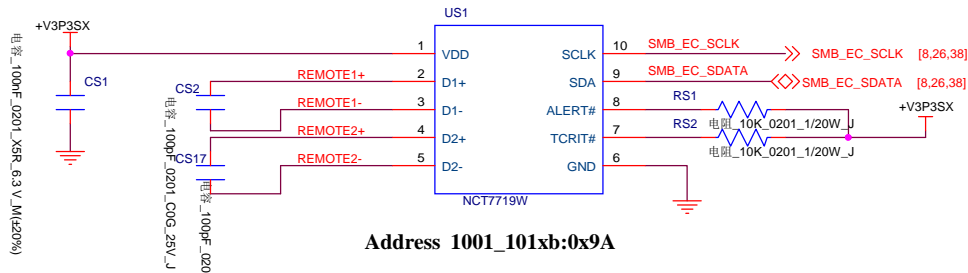 US1
+V3P3SX
1 VDD SCLK 10 SMB_EC_SCLK SMB_EC_SCLK [8,26,38]
CS1
2 D1+ SDA 9 SMB_EC_SDATA SMB_EC_SDATA [8,26,38]
CS2 REMOTE1+
3 D1- ALERT# 8 RS1
REMOTE1-
+V3P3SX
4 D2+ TCRIT# 7 RS2
REMOTE2+
电阻_10K_0201_1/20W_J
CS17
5 D2- GND 6
REMOTE2-
电阻_10K_0201_1/20W_J
NCT7719W
电容_100nF_0201_X5R_6.3 V_M(±20%)
电容_100pF_0201_C0G_25V_J
电容_100pF_020
Address 1001_101xb:0x9A